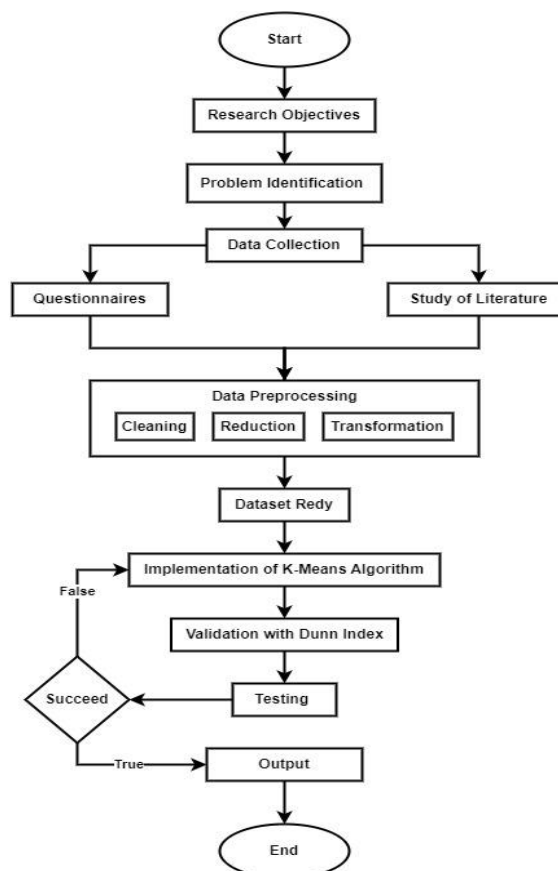 Start
Research Objectives
Problem Identification
Data Collection
Questionnaires
Study of Literature
Data Preprocessing
Cleaning
Reduction
Transformation
Dataset Redy
Implementation of K-Means Algorithm
False
Validation with Dunn Index
Succeed
Testing
True
Output
End